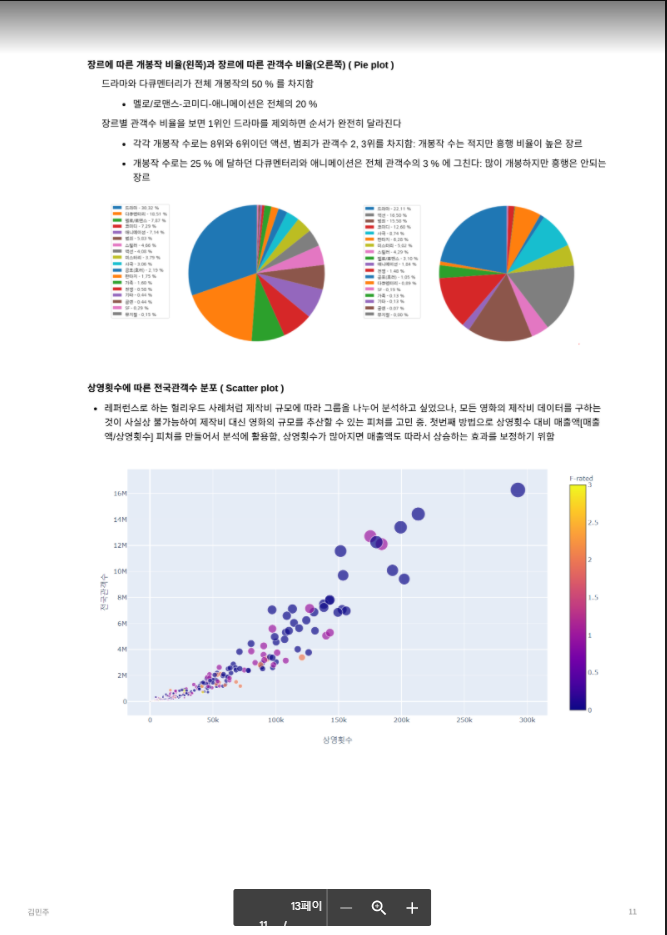 장르에 따른 개봉작 비율(왼쪽)과 장르에 따른 관객수 비율(오른쪽) ( Pie plot )
드라마와 다큐멘터리가 전체 개봉작의 50 % 를 차지함
• 멜로/로맨스-코미디-애니메이션은 전체의 20 %
장르별 관객수 비율을 보면 1위인 드라마를 제외하면 순서가 완전히 달라진다
• 각각 개봉작 수로는 8위와 6위이던 액션, 범죄가 관객수 2, 3위를 차지함: 개봉작 수는 적지만 흥행 비율이 높은 장르
• 개봉작 수로는 25 % 에 달하던 다큐멘터리와 애니메이션은 전체 관객수의 3 % 에 그친다: 많이 개봉하지만 흥행은 안되는
장르
상영횟수에 따른 전국관객수 분포 ( Scatter plot )
• 레퍼런스로 하는 헐리우드 사례처럼 제작비 규모에 따라 그룹을 나누어 분석하고 싶었으나, 모든 영화의 제작비 데이터를 구하는
것이 사실상 불가능하여 제작비 대신 영화의 규모를 추산할 수 있는 피쳐를 고민 중, 첫번째 방법으로 상영횟수 대비 매출액[매출
액/상영횟수] 피쳐를 만들어서 분석에 활용함, 상영횟수가 많아지면 매출액도 따라서 상승하는 효과를 보정하기 위함
F-rated
16M
14M
12M
10M
8M
6M
4M
2M
0
전국관객수
0
50k
100k
150k
200k
250k
300k
상영횟수
3
2.5
2
1.5
1
0.5
0
김민주
11
13페이
11 /